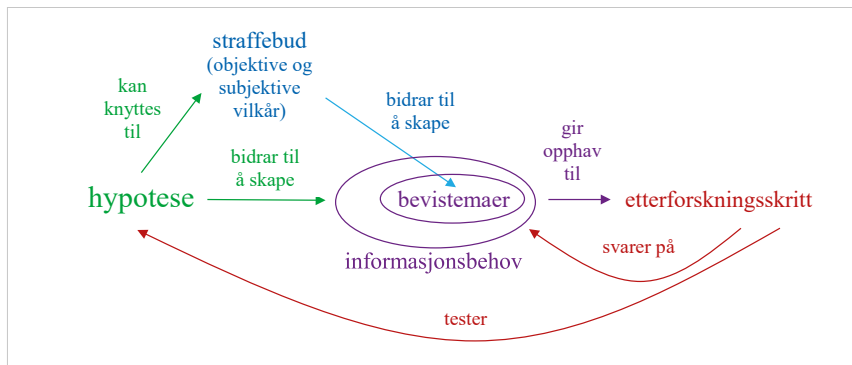 straffebud
(objektive og
subjektive
vilkår)
kan
knyttes
til
bidrar til
å skape
gir
opphav
til
bidrar til
å skape
hypotese
bevistemaer
etterforskningsskritt
informasjonsbehov
svarer på
tester